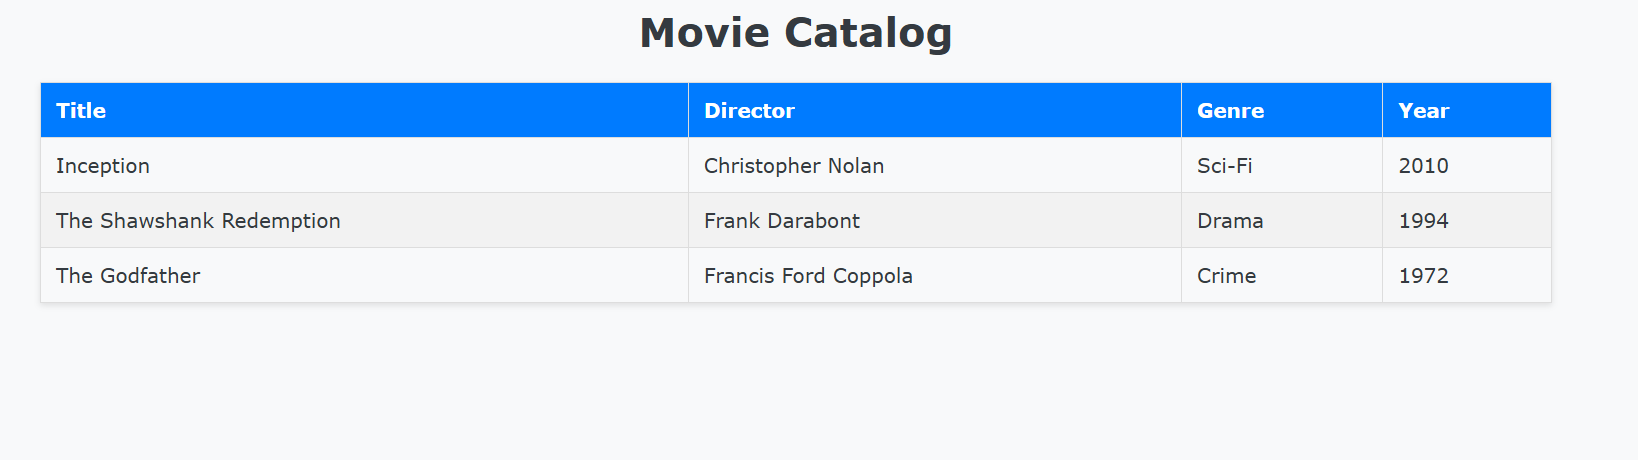 Movie Catalog
Title Director Genre Year
Inception Christopher Nolan Sci-Fi 2010
The Shawshank Redemption Frank Darabont Drama 1994
The Godfather Francis Ford Coppola Crime 1972